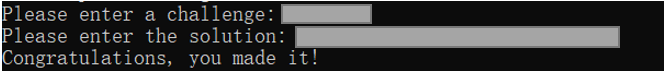 Please enter a challenge:
Please enter the solution:
Congratulations, you made it!